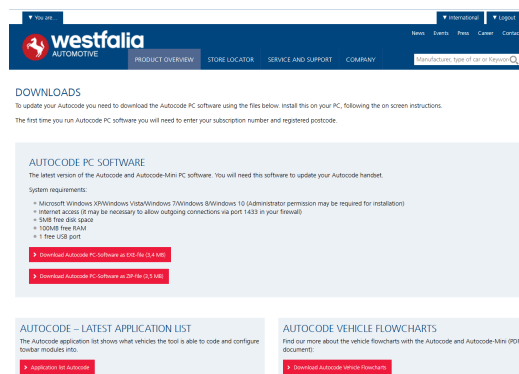 ▼ You are...
▼ International
▼ Logout
News Events Press Career Contact
westfalia
AUTOMOTIVE
PRODUCT OVERVIEW STORE LOCATOR SERVICE AND SUPPORT COMPANY
Manufacturer, type of car or Keyword
DOWNLOADS
To update your Autocode you need to download the Autocode PC software using the files below. Install this on your PC, following the on screen instructions.
The first time you run Autocode PC software you will need to enter your subscription number and registered postcode.
AUTOCODE PC SOFTWARE
The latest version of the Autocode and Autocode-Mini PC software. You will need this software to update your Autocode handset.
System requirements:
Microsoft Windows XP/Windows Vista/Windows 7/Windows 8/Windows 10 (Administrator permission may be required for installation)
Internet access (it may be necessary to allow outgoing connections via port 1433 in your firewall)
5MB free disk space
100MB free RAM
1 free USB port
Download Autocode PC-Software as EXE-file (3,4 MB)
Download Autocode PC-Software as ZIP-file (3,5 MB)
AUTOCODE – LATEST APPLICATION LIST
The Autocode application list shows what vehicles the tool is able to code and configure
towbar modules into.
Application list Autocode
AUTOCODE VEHICLE FLOWCHARTS
Find our more about the vehicle flowcharts with the Autocode and Autocode-Mini (PDF
document):
Download Autocode Vehicle Flowcharts